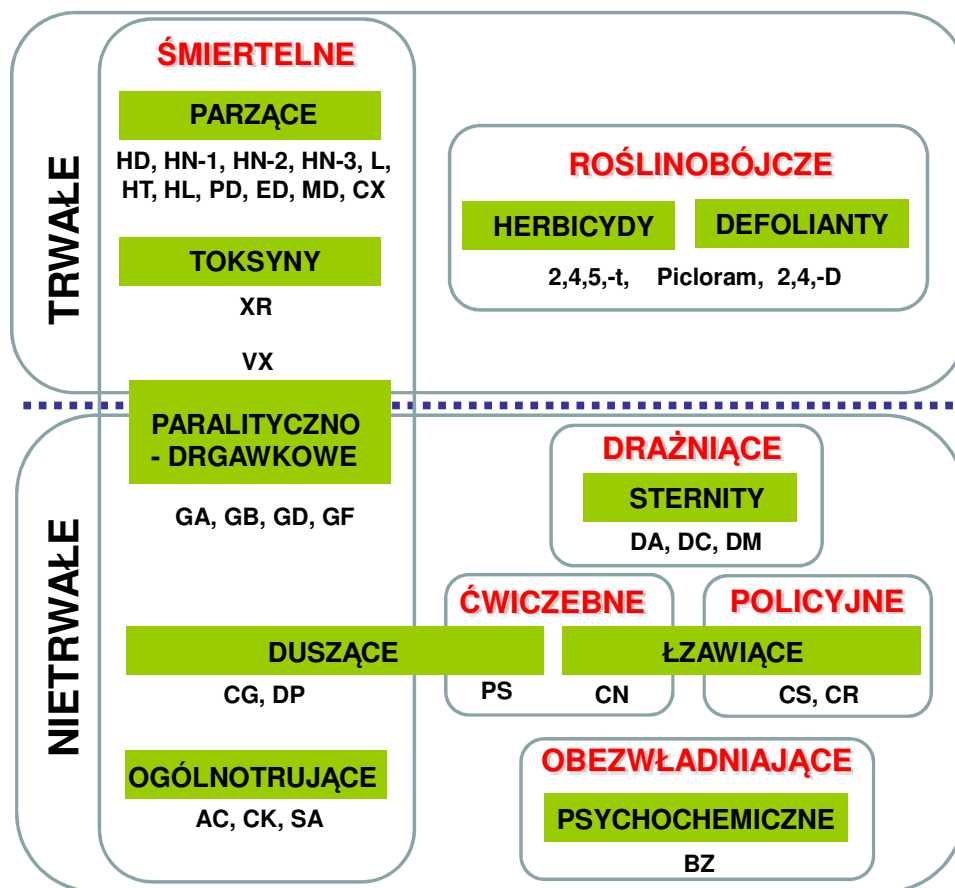 ŚMIERTELNE
PARZĄCE
HD, HN-1, HN-2, HN-3, L,
HT, HL, PD, ED, MD, CX
TOKSYNY
XR
VX
TRWAŁE
ROŚLINOBÓJCZE
HERBICYDY
DEFOLIANTY
2,4,5,-t, Picloram, 2,4,-D
PARALITYCZNO
- DRGAWKOWE
GA, GB, GD, GF
NIETRWAŁE
DRAŻNIĄCE
STERNITY
DA, DC, DM
ĆWICZEBNE
POLICYJNE
DUSZĄCE
ŁZAWIĄCE
CG, DP
PS
CN
CS, CR
OGÓLNOTRUJĄCE
AC, CK, SA
OBEZWŁADNIAJĄCE
PSYCHOCHEMICZNE
BZ